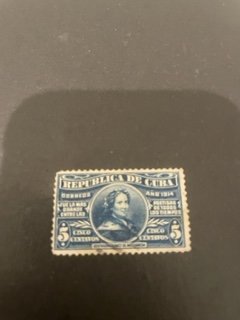 REPUBLICA DE CUBA
CORREOS AÑO 1914
FUE LA MAS
GRANDE
ENTRE LAS
POETISAS
DE TODOS
LOS TIEMPOS
5 CINCO
CENTAVOS
CINCO
CENTAVOS 5